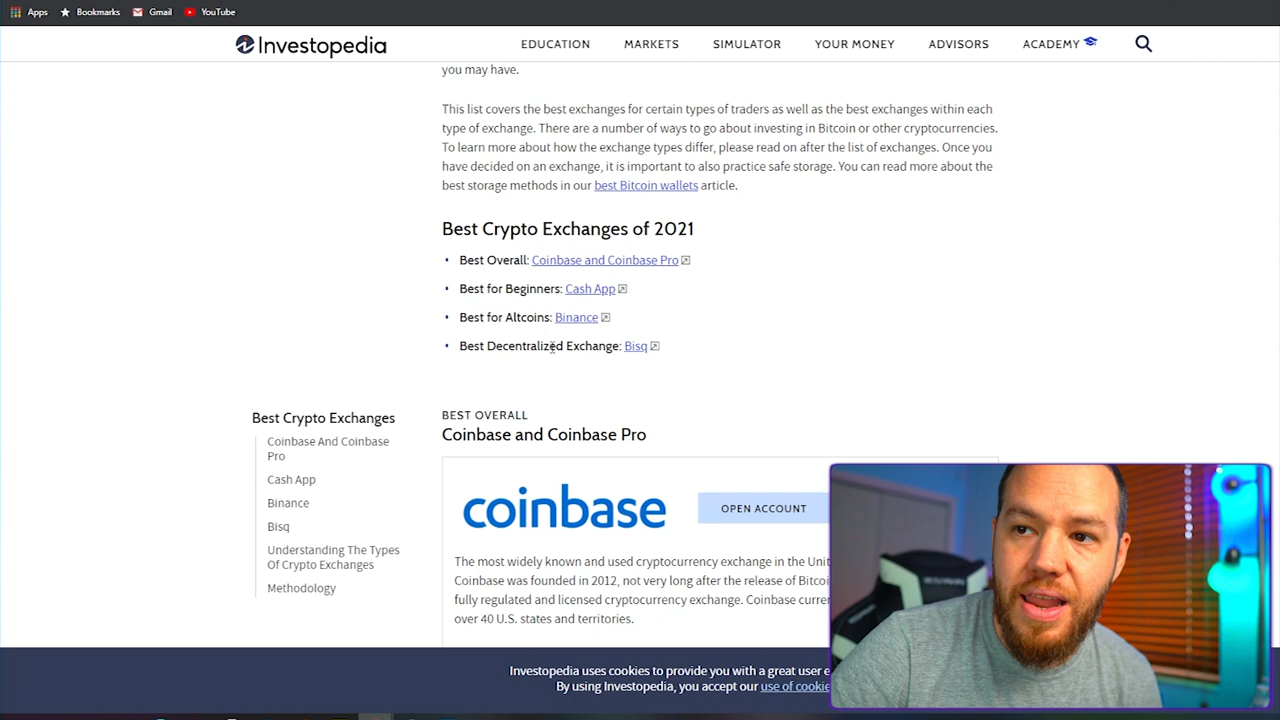 Apps Bookmarks Gmail YouTube
Investopedia EDUCATION MARKETS SIMULATOR YOUR MONEY ADVISORS ACADEMY
you may have.
This list covers the best exchanges for certain types of traders as well as the best exchanges within each
type of exchange. There are a number of ways to go about investing in Bitcoin or other cryptocurrencies.
To learn more about how the exchange types differ, please read on after the list of exchanges. Once you
have decided on an exchange, it is important to also practice safe storage. You can read more about the
best storage methods in our best Bitcoin wallets article.
Best Crypto Exchanges of 2021
• Best Overall: Coinbase and Coinbase Pro
• Best for Beginners: Cash App
• Best for Altcoins: Binance
• Best Decentralized Exchange: Bisq
Best Crypto Exchanges
Coinbase And Coinbase
Pro
Cash App
Binance
Bisq
Understanding The Types
Of Crypto Exchanges
Methodology
BEST OVERALL
Coinbase and Coinbase Pro
coinbase OPEN ACCOUNT
The most widely known and used cryptocurrency exchange in the
Coinbase was founded in 2012, not very long after the release of
fully regulated and licensed cryptocurrency exchange. Coinbase
over 40 U.S. states and territories.
Investopedia uses cookies to provide you with a great user
By using Investopedia, you accept our use of